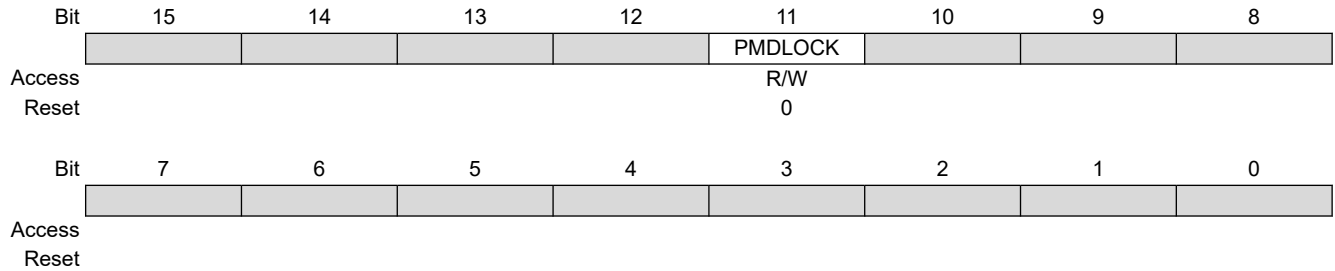 Bit 15 14 13 12 11 10 9 8
PMDLOCK
Access R/W
Reset 0
Bit 7 6 5 4 3 2 1 0
Access
Reset